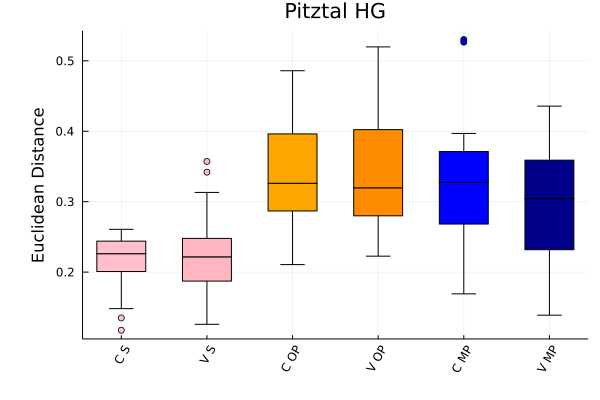 Pitztal HG
Euclidean Distance
0.5
0.4
0.3
0.2
C S
V S
C OP
V OP
C MP
V MP